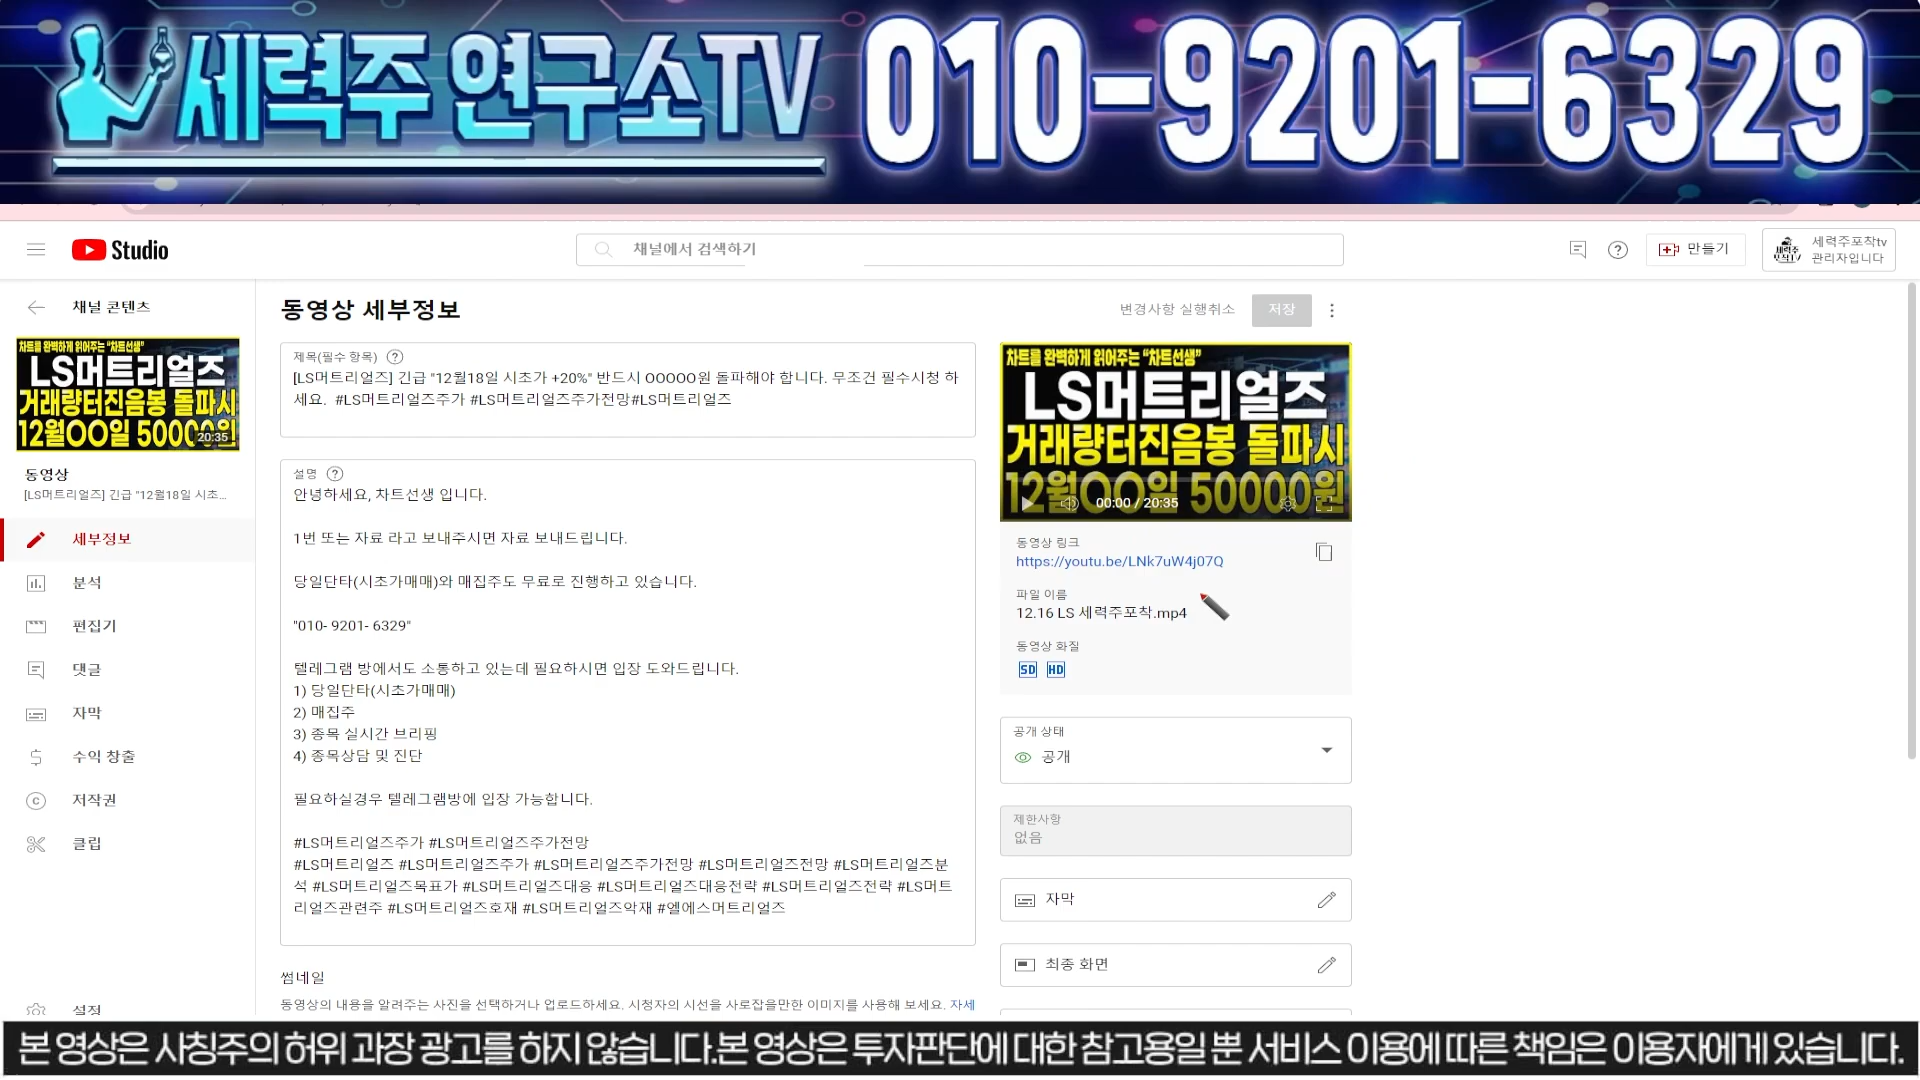 세력주 연구소TV 010-9201-6329
Studio
채널에서 검색하기
만들기
세력주포착tv
관리자입니다
채널 콘텐츠
차트를 완벽하게 읽어주는 "차트선생"
LS머트리얼즈
거래량터진음봉 돌파시
12월OO일 50000원
20:35
동영상
[LS머트리얼즈] 긴급 "12월18일 시초...
세부정보
분석
편집기
댓글
자막
수익 창출
저작권
클립
설정
동영상 세부정보
변경사항 실행취소
저장
제목(필수 항목)
[LS머트리얼즈] 긴급 "12월18일 시초가 +20%" 반드시 OOOOO원 돌파해야 합니다. 무조건 필수시청 하
세요. #LS머트리얼즈주가 #LS머트리얼즈주가전망#LS머트리얼즈
설명
안녕하세요, 차트선생 입니다.
1번 또는 자료 라고 보내주시면 자료 보내드립니다.
당일단타(시초가매매)와 매집주도 무료로 진행하고 있습니다.
"010- 9201- 6329"
텔레그램 방에서도 소통하고 있는데 필요하시면 입장 도와드립니다.
1) 당일단타(시초가매매)
2) 매집주
3) 종목 실시간 브리핑
4) 종목상담 및 진단
필요하실경우 텔레그램방에 입장 가능합니다.
#LS머트리얼즈주가 #LS머트리얼즈주가전망
#LS머트리얼즈 #LS머트리얼즈주가 #LS머트리얼즈주가전망 #LS머트리얼즈전망 #LS머트리얼즈분
석 #LS머트리얼즈목표가 #LS머트리얼즈대응 #LS머트리얼즈대응전략 #LS머트리얼즈전략 #LS머트
리얼즈관련주 #LS머트리얼즈호재 #LS머트리얼즈악재 #엘에스머트리얼즈
썸네일
동영상의 내용을 알려주는 사진을 선택하거나 업로드하세요. 시청자의 시선을 사로잡을만한 이미지를 사용해 보세요. 자세
차트를 완벽하게 읽어주는 "차트선생"
LS머트리얼즈
거래량터진음봉 돌파시
12월OO일 50000원
00:00 / 20:35
동영상 링크
https://youtu.be/LNk7uW4j07Q
파일 이름
12.16 LS 세력주포착.mp4
동영상 화질
SD HD
공개 상태
공개
제한사항
없음
자막
최종 화면
본 영상은 사칭주의 허위 과장 광고를 하지 않습니다.본 영상은 투자판단에 대한 참고용일 뿐 서비스 이용에 따른 책임은 이용자에게 있습니다.